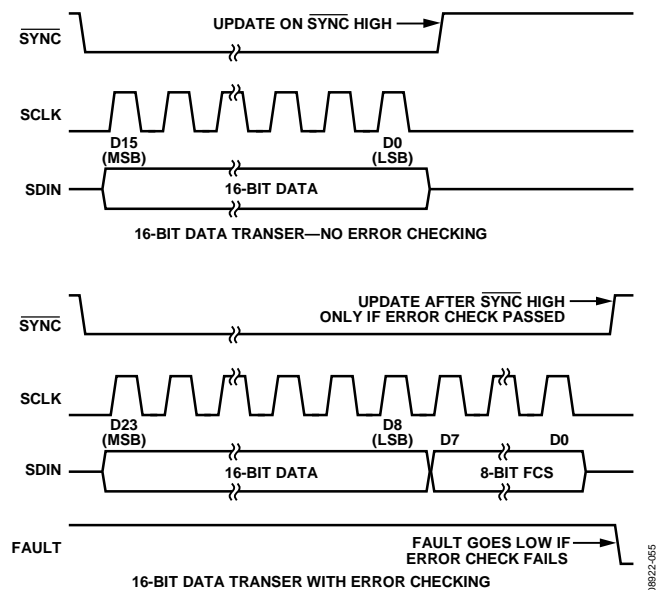 UPDATE ON SYNC HIGH
SYNC
SCLK
D15
(MSB)
D0
(LSB)
SDIN
16-BIT DATA
16-BIT DATA TRANSER—NO ERROR CHECKING
UPDATE AFTER SYNC HIGH
ONLY IF ERROR CHECK PASSED
SYNC
SCLK
D23
(MSB)
D8
(LSB)
D7
D0
SDIN
16-BIT DATA
8-BIT FCS
FAULT
FAULT GOES LOW IF
ERROR CHECK FAILS
16-BIT DATA TRANSER WITH ERROR CHECKING
08922-055